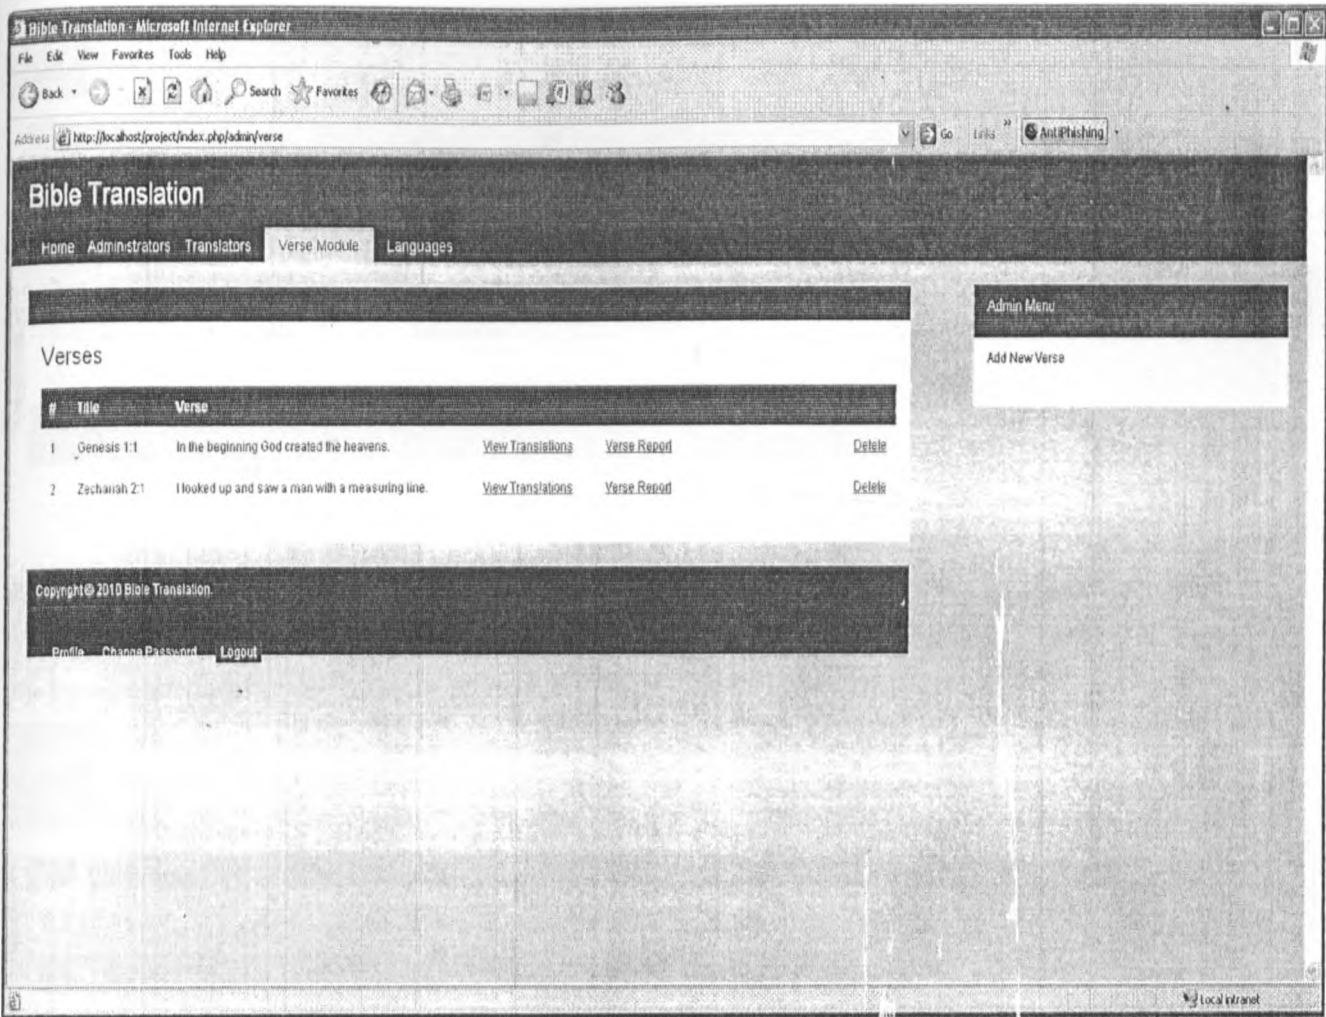 Bible Translation - Microsoft Internet Explorer
File Edit View Favorites Tools Help
Back Search Favorites
Address http://localhost/project/index.php/admin/verse Go Links » AntiPhishing
Bible Translation
Home Administrators Translators Verse Module Languages
Admin Menu
Add New Verse
Verses
# Title Verse
1 Genesis 1:1 In the beginning God created the heavens. View Translations Verse Report Delete
2 Zechariah 2:1 I looked up and saw a man with a measuring line. View Translations Verse Report Delete
Copyright © 2010 Bible Translation.
Profile Change Password Logout
Local intranet